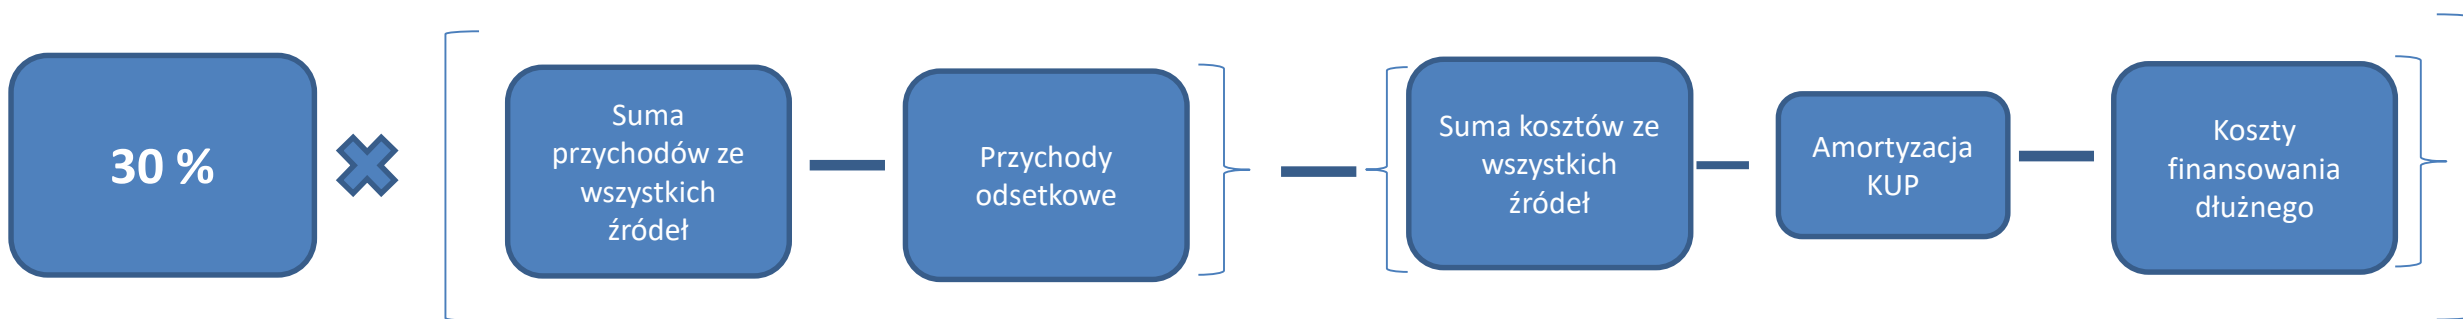 30 %
Suma
przychodów ze
wszystkich
źródeł
Przychody
odsetkowe
Suma kosztów ze
wszystkich
źródeł
Amortyzacja
KUP
Koszty
finansowania
dłużnego